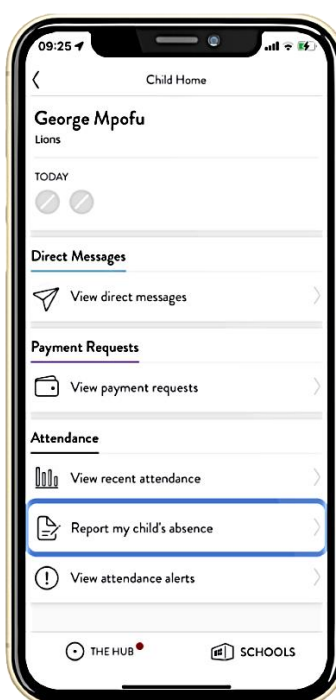 09:25
Child Home
George Mpofu
Lions
TODAY
Direct Messages
View direct messages
Payment Requests
View payment requests
Attendance
View recent attendance
Report my child's absence
View attendance alerts
THE HUB
SCHOOLS